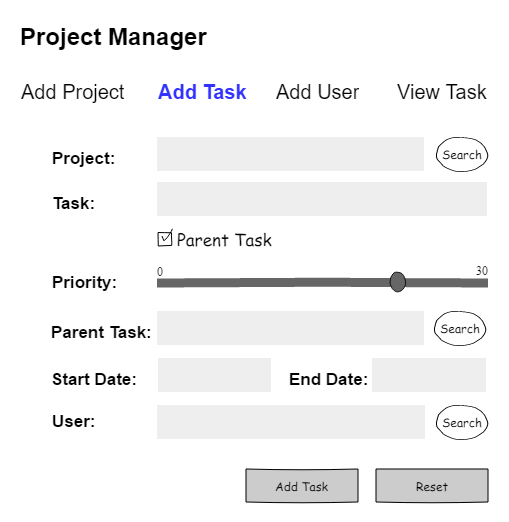 Project Manager
Add Project Add Task Add User View Task
Project: Search
Task:
Parent Task
0 30
Priority:
Parent Task: Search
Start Date: End Date:
User: Search
Add Task Reset